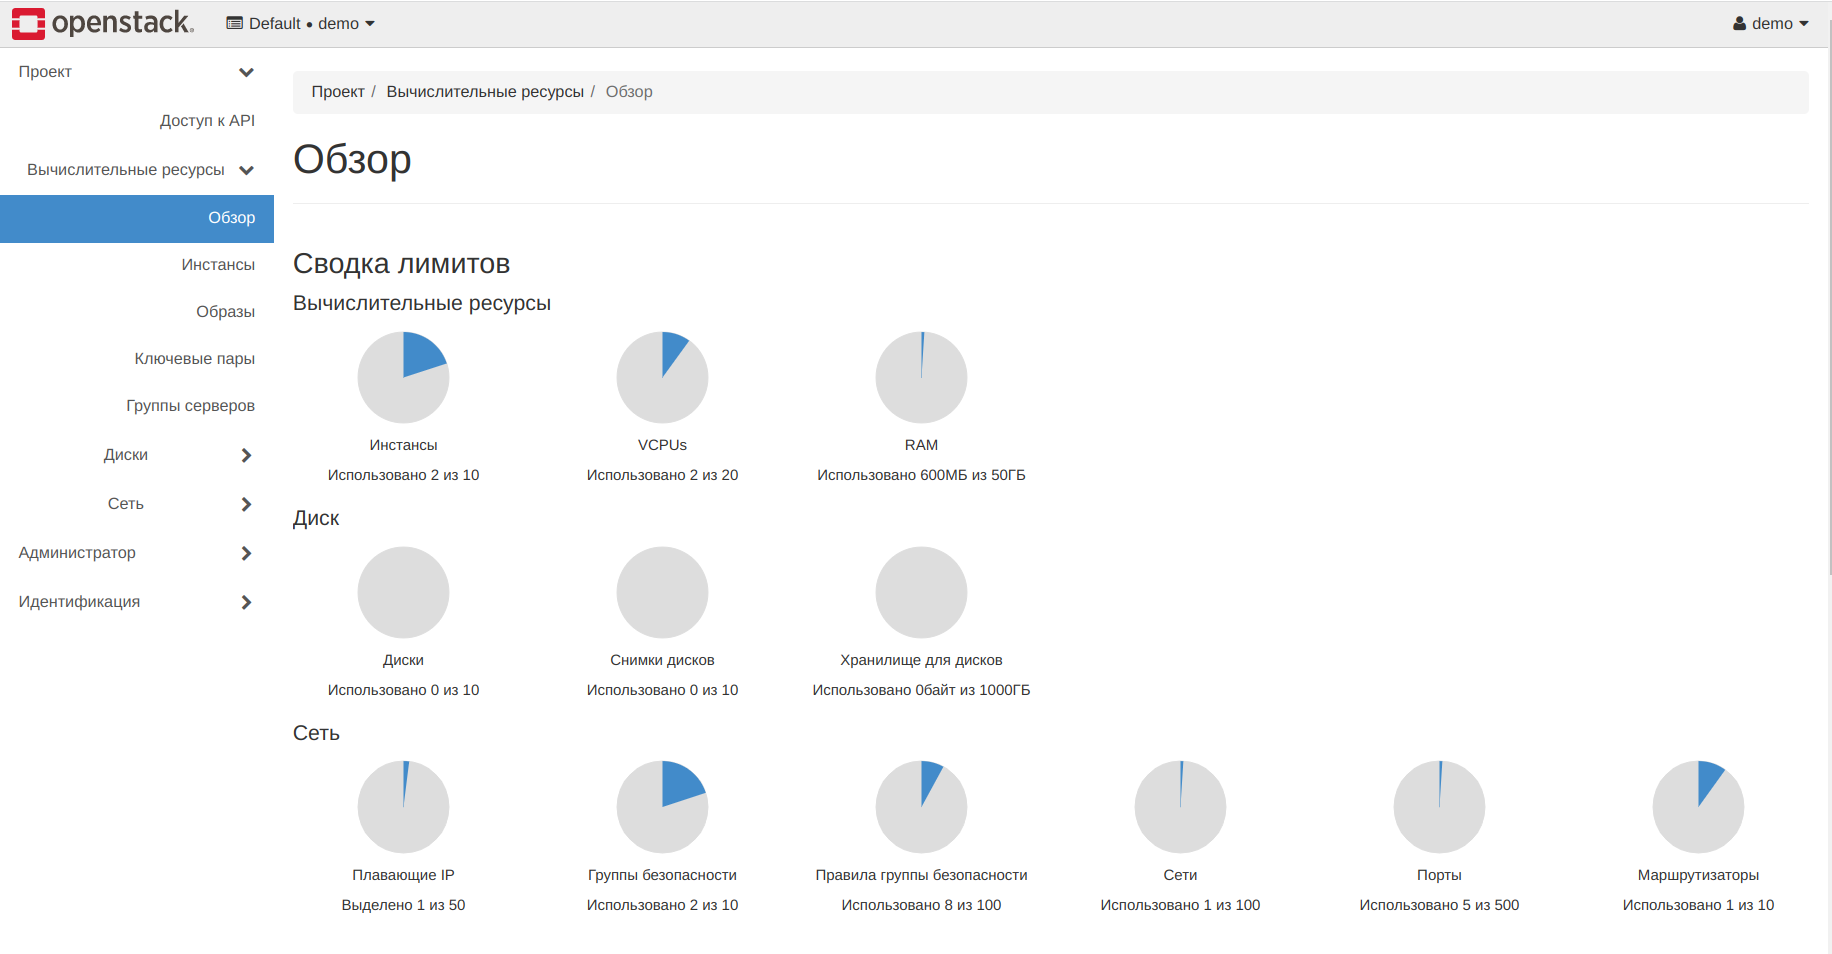 openstack. Default • demo demo
Проект
Доступ к API
Вычислительные ресурсы
Обзор
Инстансы
Образы
Ключевые пары
Группы серверов
Диски
Сеть
Администратор
Идентификация
Проект / Вычислительные ресурсы / Обзор
Обзор
Сводка лимитов
Вычислительные ресурсы
Инстансы VCPUs RAM
Использовано 2 из 10 Использовано 2 из 20 Использовано 600МБ из 50ГБ
Диск
Диски Снимки дисков Хранилище для дисков
Использовано 0 из 10 Использовано 0 из 10 Использовано 0байт из 1000ГБ
Сеть
Плавающие IP Группы безопасности Правила группы безопасности Сети Порты Маршрутизаторы
Выделено 1 из 50 Использовано 2 из 10 Использовано 8 из 100 Использовано 1 из 100 Использовано 5 из 500 Использовано 1 из 10